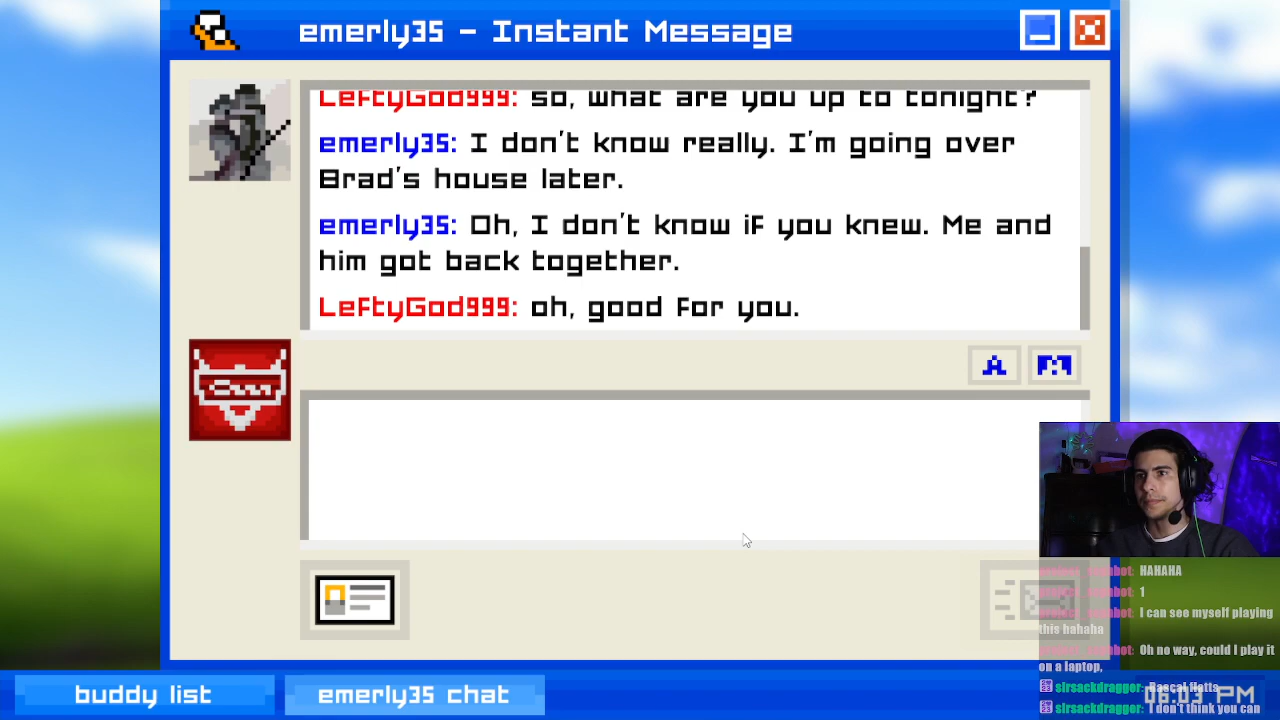 emerly35 - Instant Message
LeftyGod999: so, what are you up to tonight?
emerly35: I don't know really. I'm going over
Brad's house later.
emerly35: Oh, I don't know if you knew. Me and
him got back together.
LeftyGod999: oh, good for you.
A
HAHAHA
1
I can see myself playing
this hahaha
Oh no way, could I play it
on a laptop,
sirsackdragger:
sirsackdragger: I don't think you can
buddy list
emerly35 chat
06:03 PM